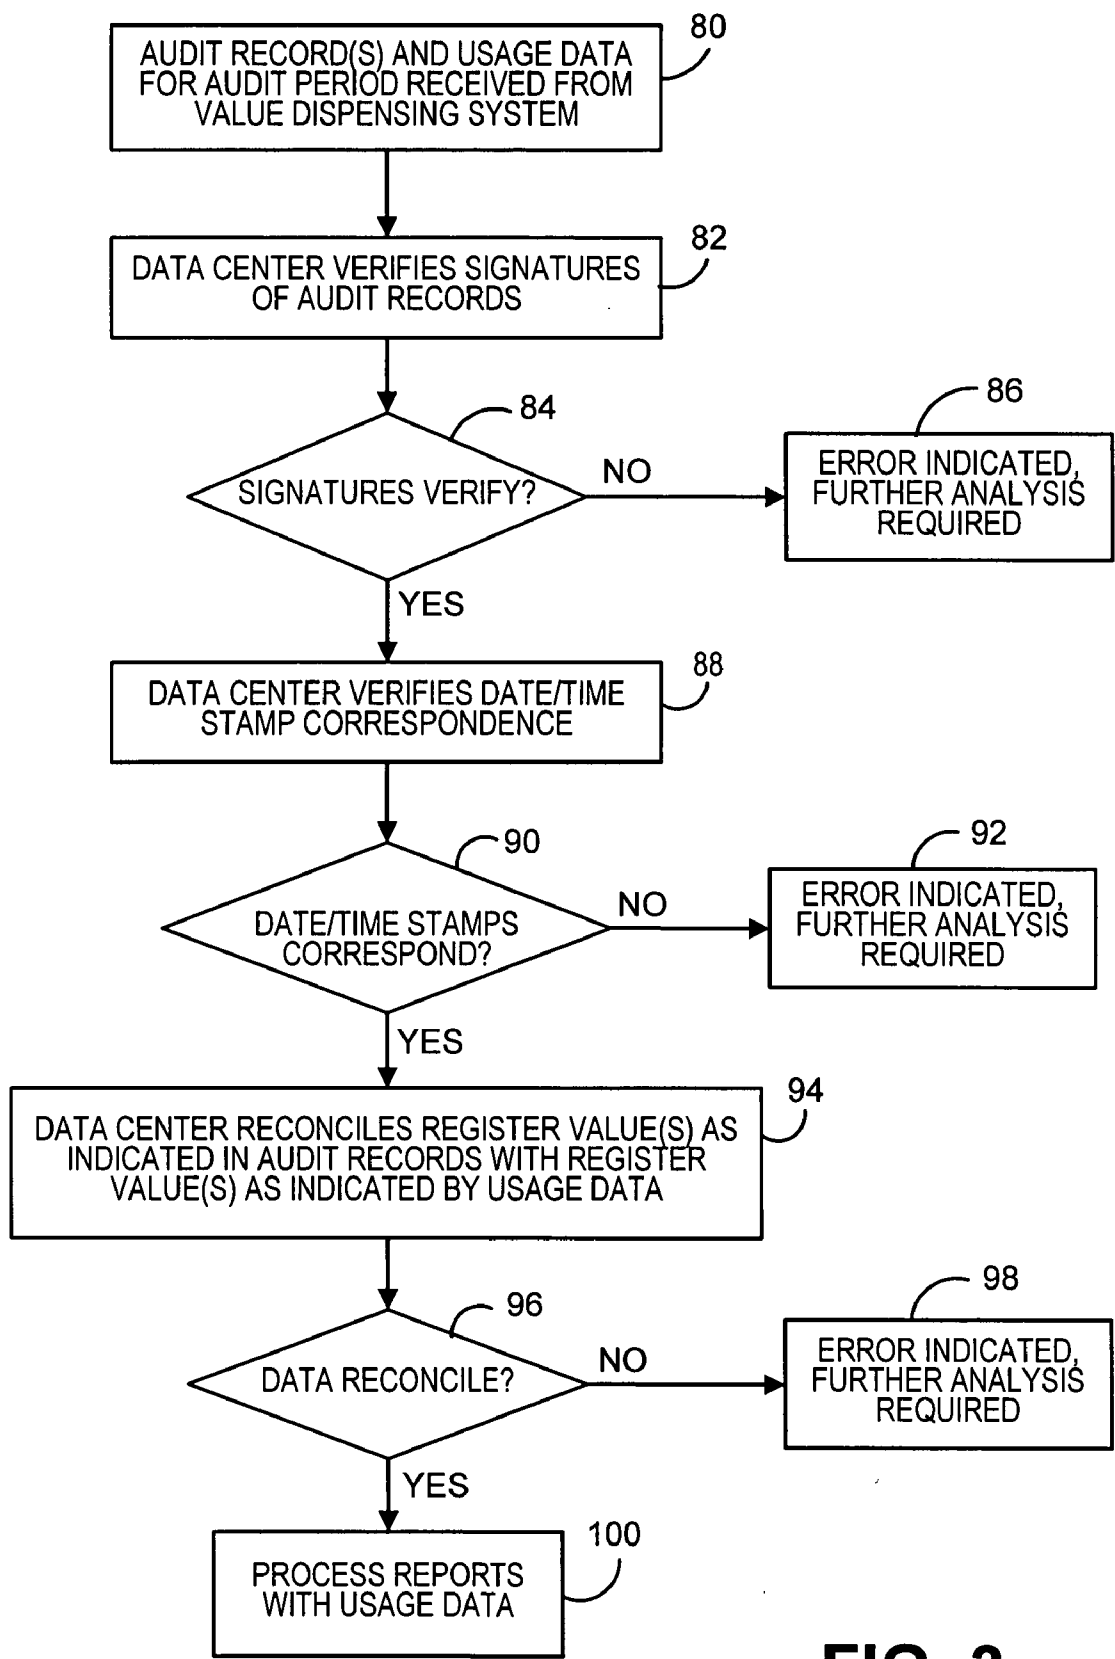 80
AUDIT RECORD(S) AND USAGE DATA
FOR AUDIT PERIOD RECEIVED FROM
VALUE DISPENSING SYSTEM
82
DATA CENTER VERIFIES SIGNATURES
OF AUDIT RECORDS
84
SIGNATURES VERIFY?
NO
86
ERROR INDICATED,
FURTHER ANALYSIS
REQUIRED
YES
88
DATA CENTER VERIFIES DATE/TIME
STAMP CORRESPONDENCE
90
DATE/TIME STAMPS
CORRESPOND?
NO
92
ERROR INDICATED,
FURTHER ANALYSIS
REQUIRED
YES
94
DATA CENTER RECONCILES REGISTER VALUE(S) AS
INDICATED IN AUDIT RECORDS WITH REGISTER
VALUE(S) AS INDICATED BY USAGE DATA
96
DATA RECONCILE?
NO
98
ERROR INDICATED,
FURTHER ANALYSIS
REQUIRED
YES
100
PROCESS REPORTS
WITH USAGE DATA
FIG.